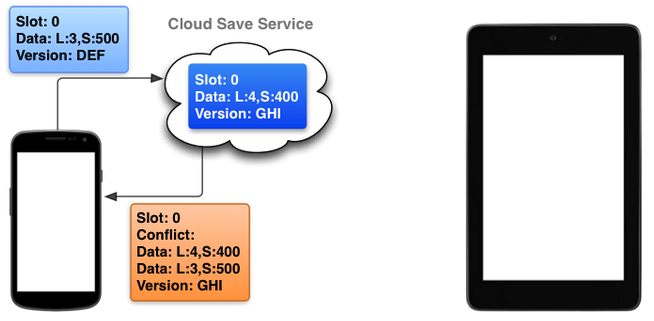 Cloud Save Service
Slot: 0
Data: L:3,S:500
Version: DEF
Slot: 0
Data: L:4,S:400
Version: GHI
Slot: 0
Conflict:
Data: L:4,S:400
Data: L:3,S:500
Version: GHI